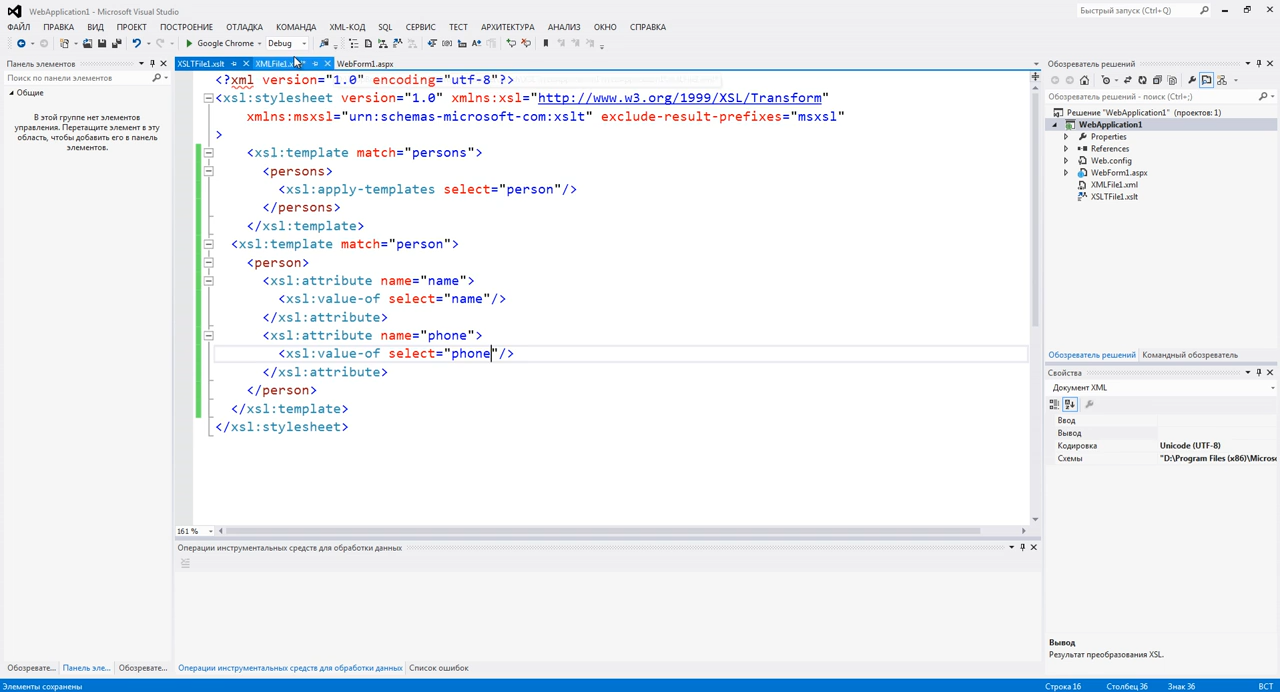 WebApplication1 - Microsoft Visual Studio
Быстрый запуск (Ctrl+Q)
ФАЙЛ ПРАВКА ВИД ПРОЕКТ ПОСТРОЕНИЕ ОТЛАДКА КОМАНДА XML-КОД SQL СЕРВИС ТЕСТ АРХИТЕКТУРА АНАЛИЗ ОКНО СПРАВКА
Google Chrome Debug
Панель элементов
Поиск по панели элементов
Общие
В этой группе нет элементов
управления. Перетащите элемент в эту
область, чтобы добавить его в панель
элементов.
XSLTFile1.xslt XMLFile1.x WebForm1.aspx
<?xml version="1.0" encoding="utf-8"?>
<xsl:stylesheet version="1.0" xmlns:xsl="http://www.w3.org/1999/XSL/Transform"
xmlns:msxsl="urn:schemas-microsoft-com:xslt" exclude-result-prefixes="msxsl"
>
<xsl:template match="persons">
<persons>
<xsl:apply-templates select="person"/>
</persons>
</xsl:template>
<xsl:template match="person">
<person>
<xsl:attribute name="name">
<xsl:value-of select="name"/>
</xsl:attribute>
<xsl:attribute name="phone">
<xsl:value-of select="phone"/>
</xsl:attribute>
</person>
</xsl:template>
</xsl:stylesheet>
161 %
Операции инструментальных средств для обработки данных
Обозреватель решений
Обозреватель решений - поиск (Ctrl+;)
Решение "WebApplication1" (проектов: 1)
WebApplication1
Properties
References
Web.config
WebForm1.aspx
XMLFile1.xml
XSLTFile1.xslt
Обозреватель решений Командный обозреватель
Свойства
Документ XML
Ввод
Вывод
Кодировка Unicode (UTF-8)
Схемы "D:\Program Files (x86)\Micros
Вывод
Результат преобразования XSL.
Обозревате... Панель эле... Обозревате... Операции инструментальных средств для обработки данных Список ошибок
Элементы сохранены Строка 16 Столбец 36 Знак 36 ВСТ